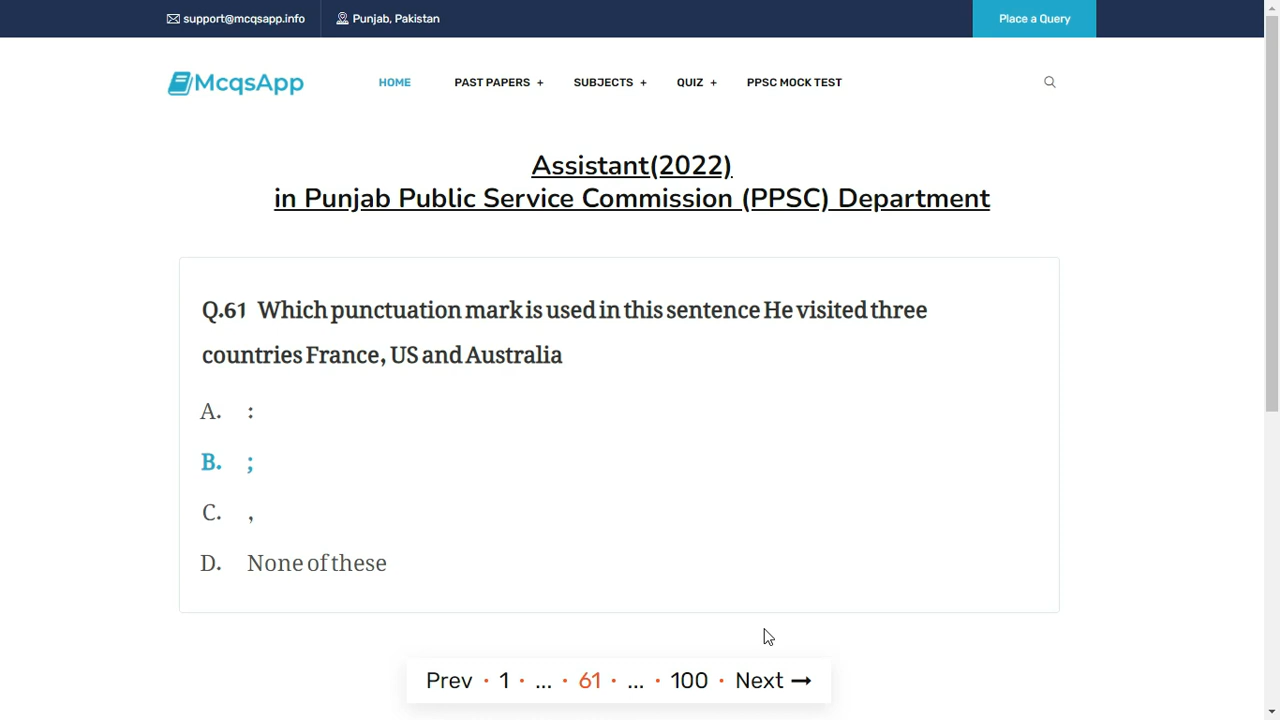 support@mcqsapp.info Punjab, Pakistan Place a Query
McqsApp HOME PAST PAPERS + SUBJECTS + QUIZ + PPSC MOCK TEST
Assistant(2022)
in Punjab Public Service Commission (PPSC) Department
Q.61 Which punctuation mark is used in this sentence He visited three
countries France, US and Australia
A. :
B. ;
C. ,
D. None of these
Prev • 1 • ... • 61 • ... • 100 • Next →